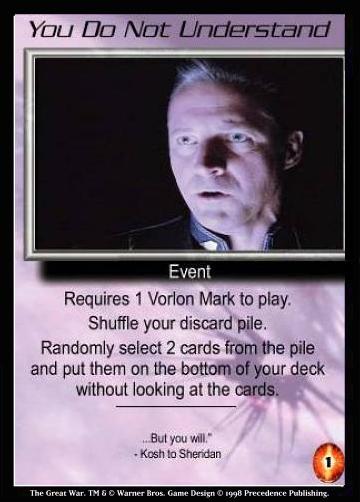 You Do Not Understand
Event
Requires 1 Vorlon Mark to play.
Shuffle your discard pile.
Randomly select 2 cards from the pile
and put them on the bottom of your deck
without looking at the cards.
...But you will."
- Kosh to Sheridan
1
The Great War. TM & © Warner Bros. Game Design © 1998 Precedence Publishing.